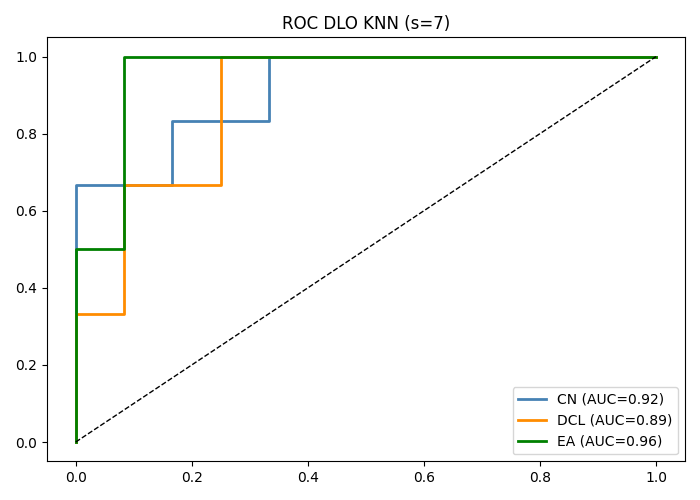 ROC DLO KNN (s=7)
1.0
0.8
0.6
0.4
0.2
0.0
0.0 0.2 0.4 0.6 0.8 1.0
CN (AUC=0.92)
DCL (AUC=0.89)
EA (AUC=0.96)